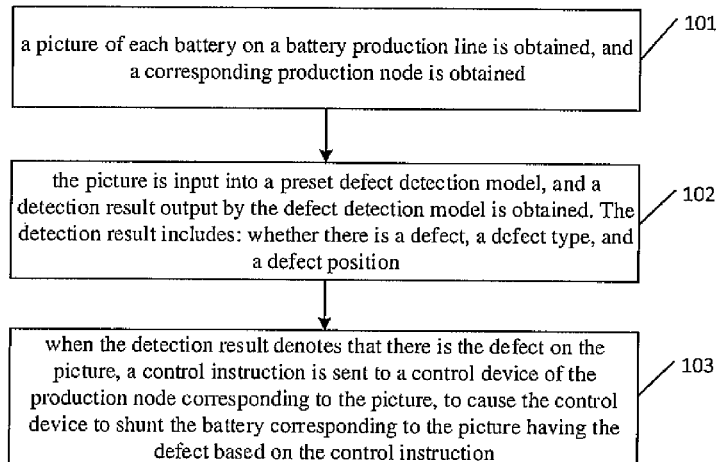 a picture of each battery on a battery production line is obtained, and
a corresponding production node is obtained
101
the picture is input into a preset defect detection model, and a
detection result output by the defect detection model is obtained. The
detection result includes: whether there is a defect, a defect type, and
a defect position
102
when the detection result denotes that there is the defect on the
picture, a control instruction is sent to a control device of the
production node corresponding to the picture, to cause the control
device to shunt the battery corresponding to the picture having the
defect based on the control instruction
103